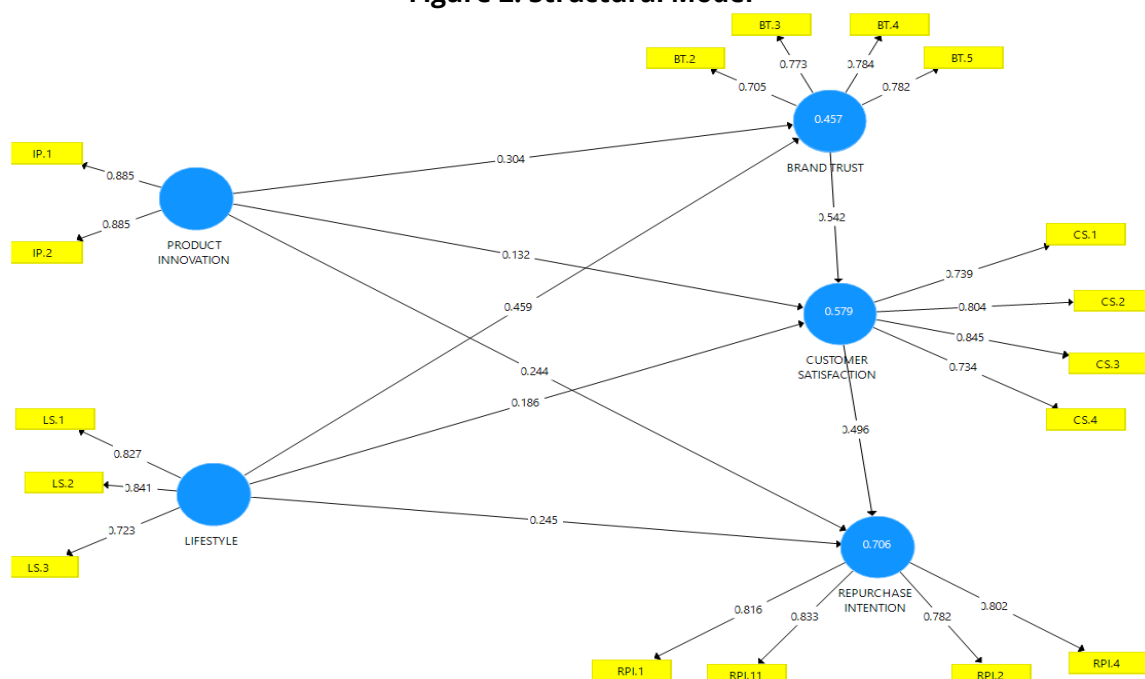 Figure 2. Structural Model
BT.3
BT.4
BT.2
BT.5
0.773
0.784
0.705
0.782
0.457
BRAND TRUST
IP.1
0.885
0.885
IP.2
PRODUCT
INNOVATION
0.304
0.542
0.132
0.459
0.579
CUSTOMER
SATISFACTION
CS.1
0.739
CS.2
0.804
0.845
CS.3
0.734
CS.4
0.244
0.186
0.496
LS.1
0.827
LS.2
0.841
0.723
LS.3
LIFESTYLE
0.245
0.706
REPURCHASE
INTENTION
0.816
0.833
0.782
0.802
RPI.1
RPI.11
RPI.2
RPI.4